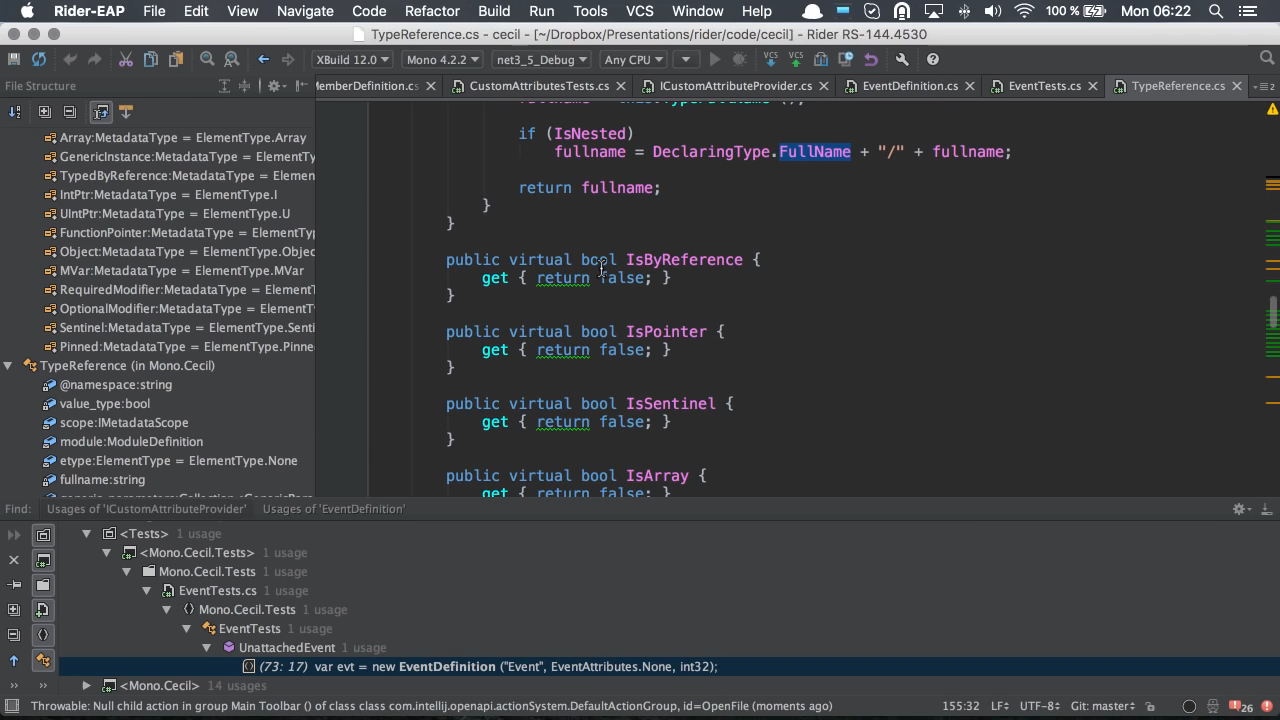 Rider-EAP File Edit View Navigate Code Refactor Build Run Tools VCS Window Help 100 % Mon 06:22
TypeReference.cs - cecil - [~/Dropbox/Presentations/rider/code/cecil] - Rider RS-144.4530
XBuild 12.0 Mono 4.2.2 net3_5_Debug Any CPU
File Structure
MemberDefinition.cs CustomAttributesTests.cs ICustomAttributeProvider.cs EventDefinition.cs EventTests.cs TypeReference.cs
Array:MetadataType = ElementType.Array
GenericInstance:MetadataType = ElementT
TypedByReference:MetadataType = Elemen
IntPtr:MetadataType = ElementType.I
UIntPtr:MetadataType = ElementType.U
FunctionPointer:MetadataType = ElementTyp
Object:MetadataType = ElementType.Objec
MVar:MetadataType = ElementType.MVar
RequiredModifier:MetadataType = ElementT
OptionalModifier:MetadataType = ElementTy
Sentinel:MetadataType = ElementType.Senti
Pinned:MetadataType = ElementType.Pinne
TypeReference (in Mono.Cecil)
@namespace:string
value_type:bool
scope:IMetadataScope
module:ModuleDefinition
etype:ElementType = ElementType.None
fullname:string
if (IsNested)
fullname = DeclaringType.FullName + "/" + fullname;
return fullname;
}
}
public virtual bool IsByReference {
get { return false; }
}
public virtual bool IsPointer {
get { return false; }
}
public virtual bool IsSentinel {
get { return false; }
}
public virtual bool IsArray {
get { return false; }
Find: Usages of 'ICustomAttributeProvider' Usages of 'EventDefinition'
<Tests> 1 usage
<Mono.Cecil.Tests> 1 usage
Mono.Cecil.Tests 1 usage
EventTests.cs 1 usage
Mono.Cecil.Tests 1 usage
EventTests 1 usage
UnattachedEvent 1 usage
(73: 17) var evt = new EventDefinition ("Event", EventAttributes.None, int32);
<Mono.Cecil> 14 usages
Throwable: Null child action in group Main Toolbar () of class com.intellij.openapi.actionSystem.DefaultActionGroup, id=OpenFile (moments ago) 155:32 LF UTF-8 Git: master 26